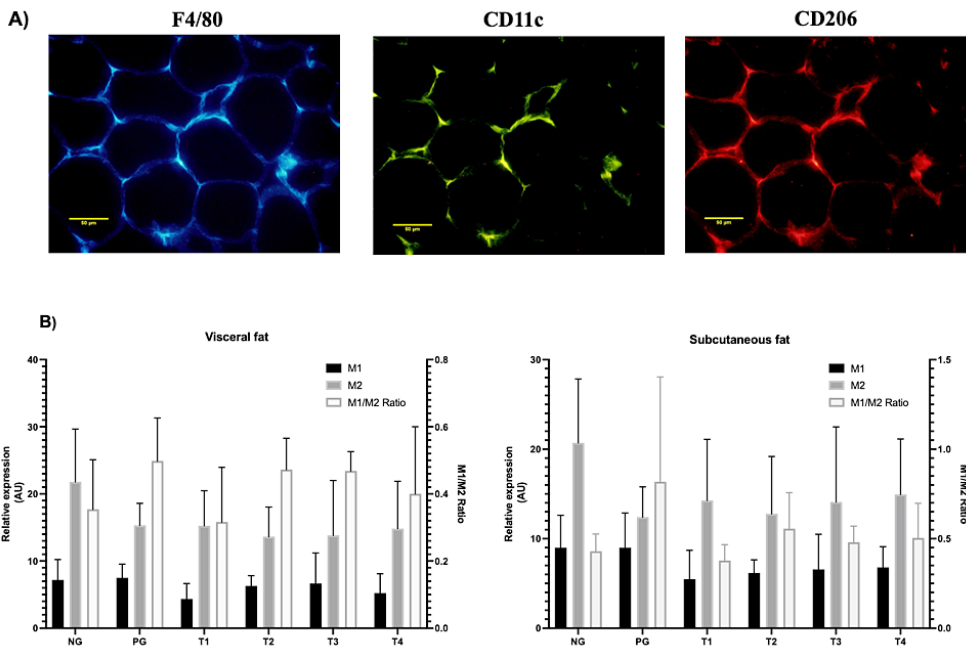 A)
F4/80 CD11c CD206
50 µm 50 µm 50 µm
B)
Visceral fat
40
30
20
10
0
Relative expression
(AU)
M1
M2
M1/M2 Ratio
0.8
0.6
0.4
0.2
0.0
M1/M2 Ratio
NG PG T1 T2 T3 T4
Subcutaneous fat
30
20
10
0
Relative expression
(AU)
M1
M2
M1/M2 Ratio
1.5
1.0
0.5
0.0
M1/M2 Ratio
NG PG T1 T2 T3 T4